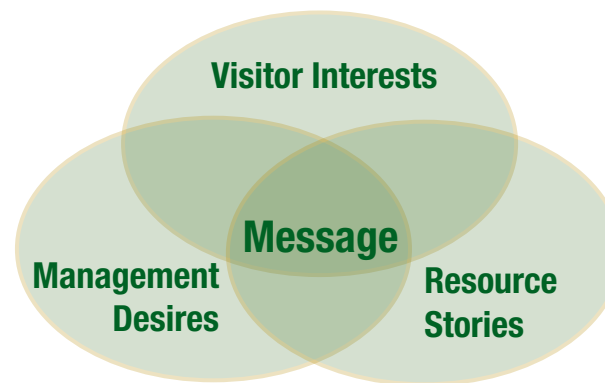 Visitor Interests
Message
Management
Desires
Resource
Stories